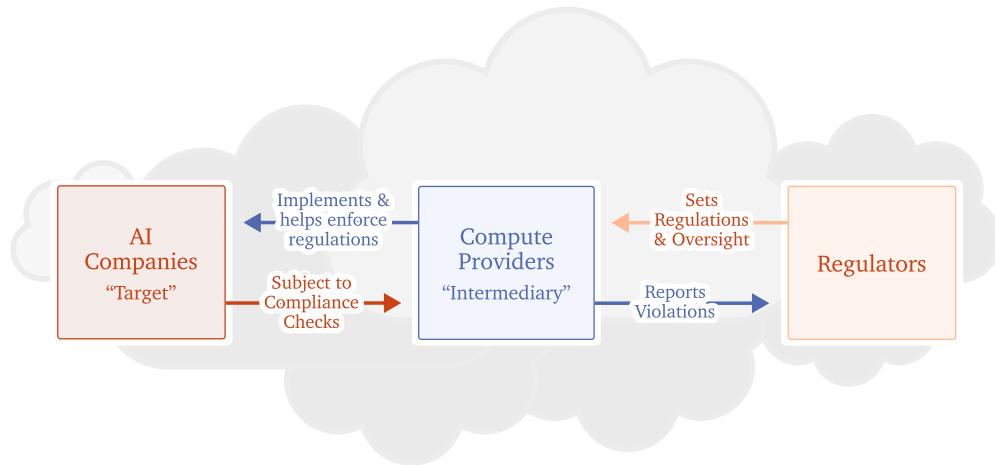 AI
Companies
“Target”
Implements &
helps enforce
regulations
Subject to
Compliance
Checks
Compute
Providers
“Intermediary”
Sets
Regulations
& Oversight
Reports
Violations
Regulators